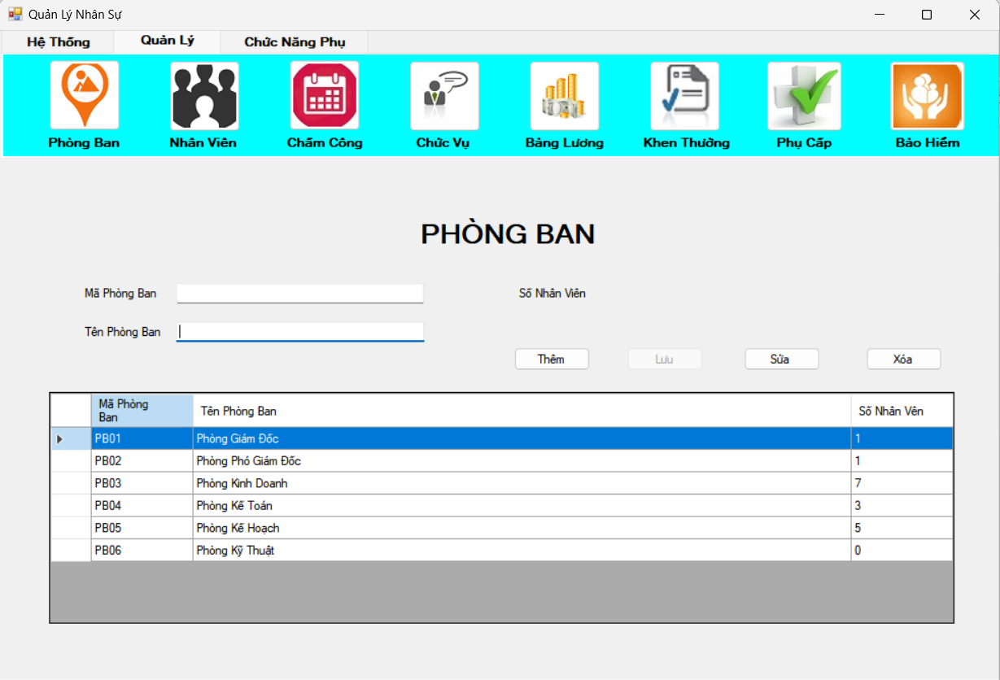 Quản Lý Nhân Sự
Hệ Thống Quản Lý Chức Năng Phụ
Phòng Ban Nhân Viên Chấm Công Chức Vụ Bảng Lương Khen Thưởng Phụ Cấp Bảo Hiểm
PHÒNG BAN
Mã Phòng Ban Số Nhân Viên
Tên Phòng Ban
Thêm Lưu Sửa Xóa
Mã Phòng Ban Tên Phòng Ban Số Nhân Vên
PB01 Phòng Giám Đốc 1
PB02 Phòng Phó Giám Đốc 1
PB03 Phòng Kinh Doanh 7
PB04 Phòng Kế Toán 3
PB05 Phòng Kế Hoạch 5
PB06 Phòng Kỹ Thuật 0